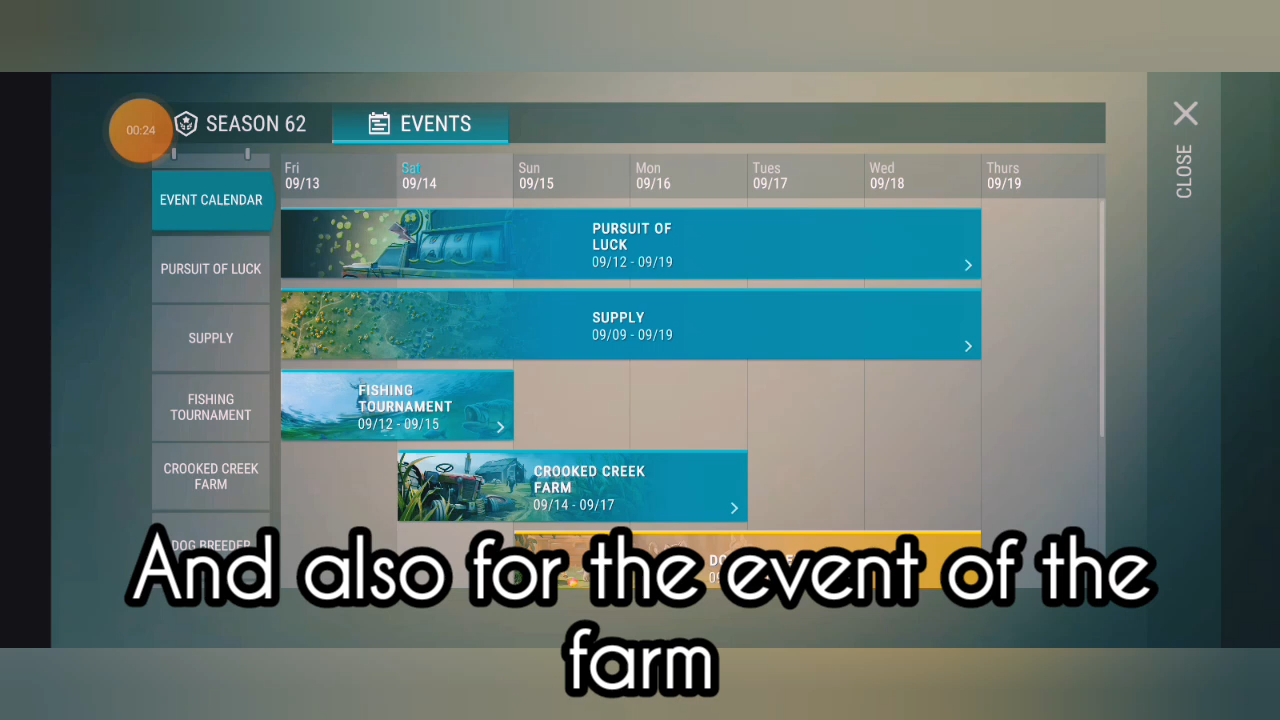 00:24
SEASON 62
EVENTS
CLOSE
Fri
09/13
Sat
09/14
Sun
09/15
Mon
09/16
Tues
09/17
Wed
09/18
Thurs
09/19
EVENT CALENDAR
PURSUIT OF LUCK
SUPPLY
FISHING
TOURNAMENT
CROOKED CREEK
FARM
DOG BREEDER
PURSUIT OF
LUCK
09/12 - 09/19
SUPPLY
09/09 - 09/19
FISHING
TOURNAMENT
09/12 - 09/15
CROOKED CREEK
FARM
09/14 - 09/17
And also for the event of the
farm